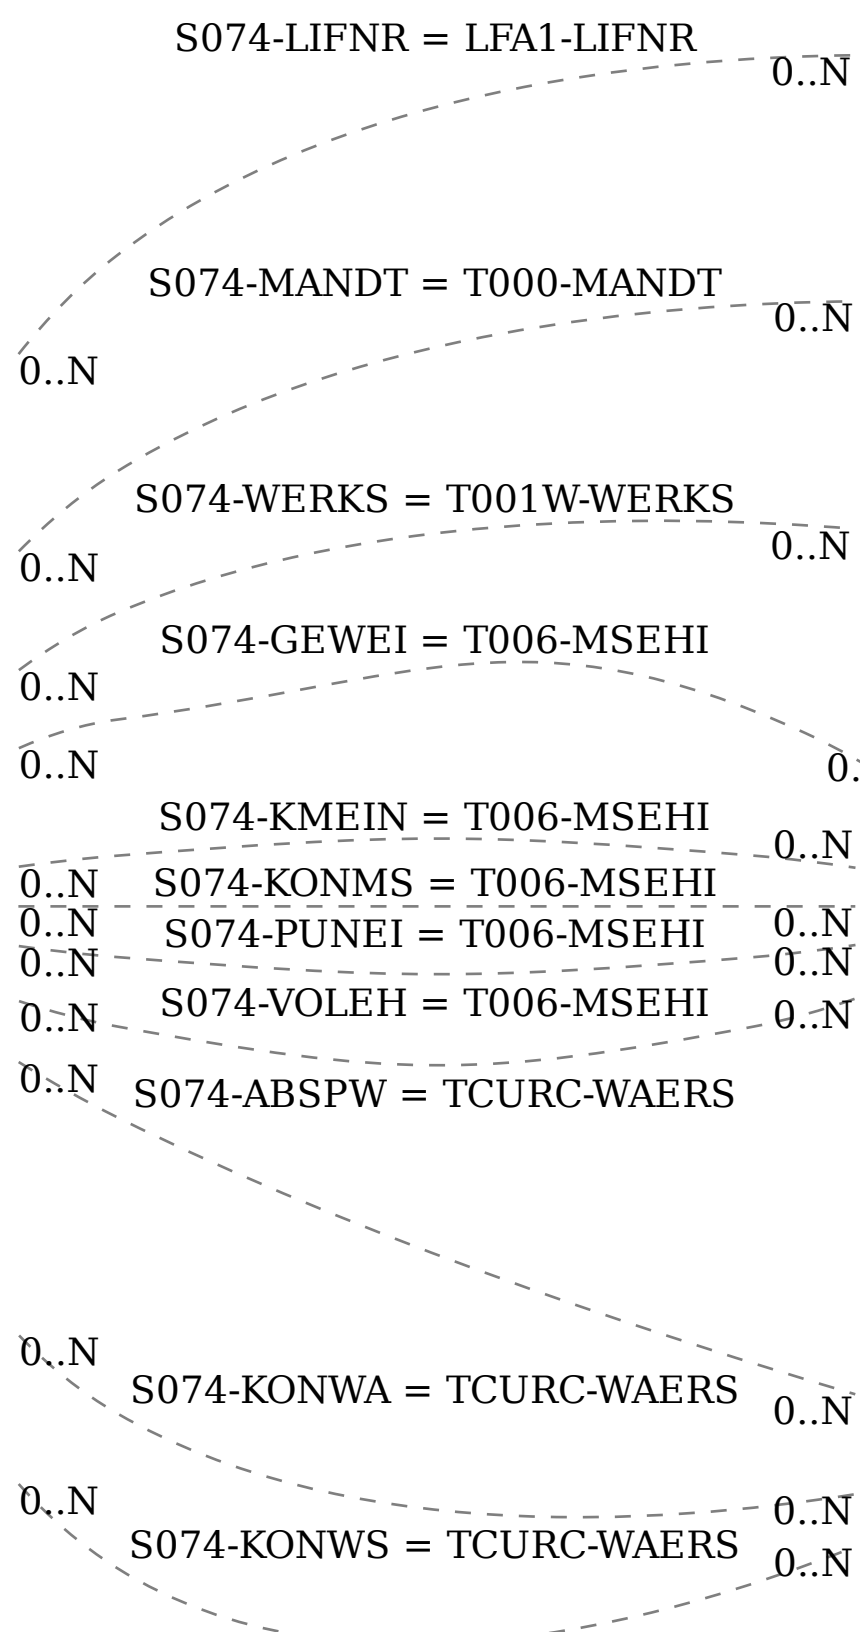 S074-LIFNR = LFA1-LIFNR
0..N
S074-MANDT = T000-MANDT
0..N
0..N
S074-WERKS = T001W-WERKS
0..N
0..N
S074-GEWEI = T006-MSEHI
0..N
0..N
0.
S074-KMEIN = T006-MSEHI
0..N
0..N S074-KONMS = T006-MSEHI
0..N S074-PUNEI = T006-MSEHI 0..N
0..N 0..N
S074-VOLEH = T006-MSEHI
0..N 0..N
0..N S074-ABSPW = TCURC-WAERS
0..N
S074-KONWA = TCURC-WAERS 0..N
0..N 0..N
S074-KONWS = TCURC-WAERS 0..N